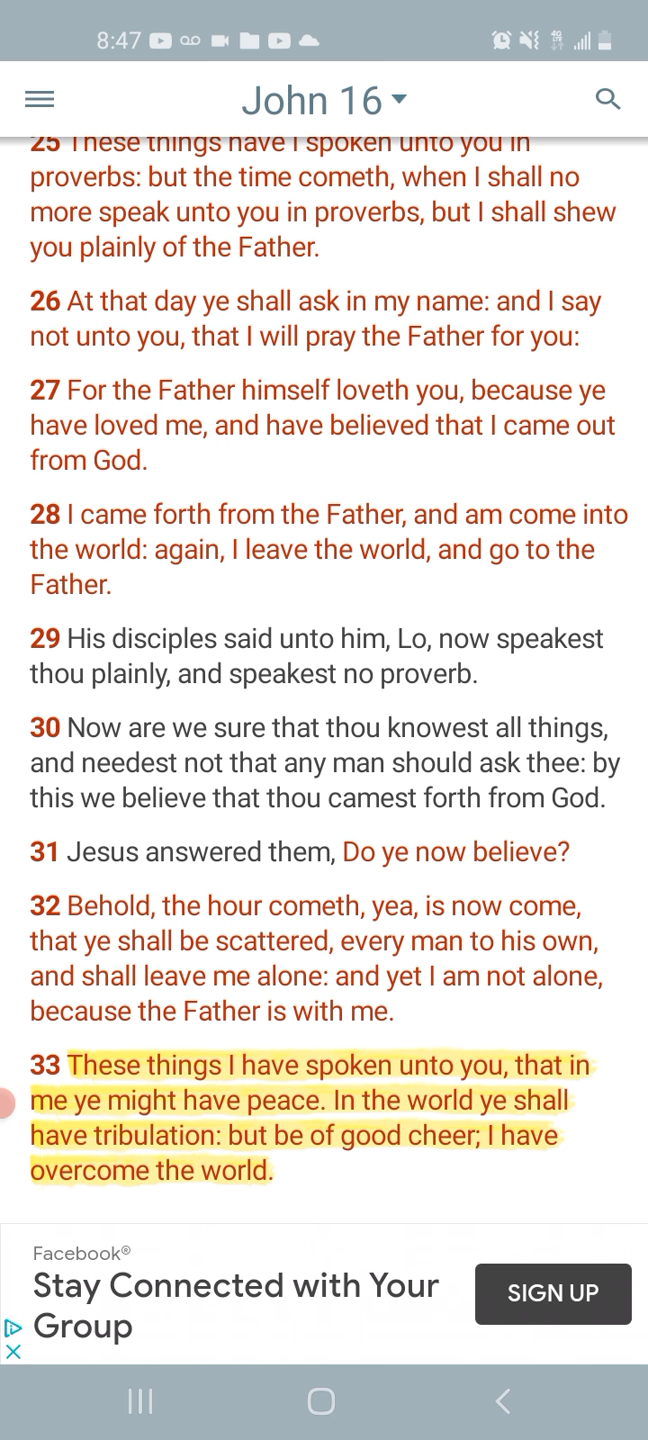 8:47
John 16
25 These things have I spoken unto you in
proverbs: but the time cometh, when I shall no
more speak unto you in proverbs, but I shall shew
you plainly of the Father.
26 At that day ye shall ask in my name: and I say
not unto you, that I will pray the Father for you:
27 For the Father himself loveth you, because ye
have loved me, and have believed that I came out
from God.
28 I came forth from the Father, and am come into
the world: again, I leave the world, and go to the
Father.
29 His disciples said unto him, Lo, now speakest
thou plainly, and speakest no proverb.
30 Now are we sure that thou knowest all things,
and needest not that any man should ask thee: by
this we believe that thou camest forth from God.
31 Jesus answered them, Do ye now believe?
32 Behold, the hour cometh, yea, is now come,
that ye shall be scattered, every man to his own,
and shall leave me alone: and yet I am not alone,
because the Father is with me.
33 These things I have spoken unto you, that in
me ye might have peace. In the world ye shall
have tribulation: but be of good cheer; I have
overcome the world.
Facebook®
Stay Connected with Your
Group
SIGN UP